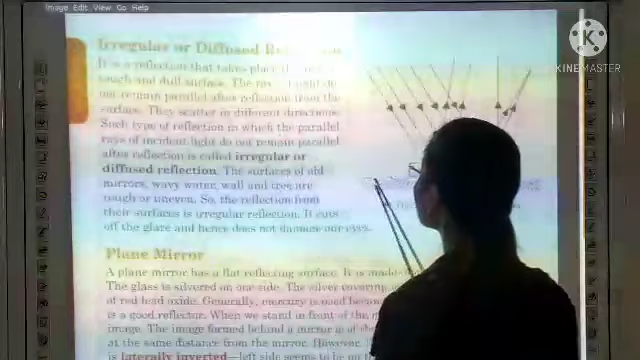 Image Edit View Go Help
KINEMASTER
Irregular or Diffused
It is a reflection that takes place
rough and dull surface. The
not remain parallel after reflection from the
surface. They scatter in different directions.
Such type of reflection in which the parallel
rays of incident light do not remain parallel
after reflection is called irregular or
diffused reflection. The surfaces of old
mirrors, wavy water, wall and tree are
rough or uneven. So, the reflection from
their surfaces is irregular reflection. It cuts
off the glare and hence does not damage our eyes.
Plane Mirror
A plane mirror has a flat reflecting surface. It is made
The glass is silvered on one side. The silver covering
of red lead oxide. Generally, mercury is used because
is a good reflector. When we stand in front of the
image. The image formed behind a mirror is of the
at the same distance from the mirror. However,
is laterally inverted—left side seems to be on